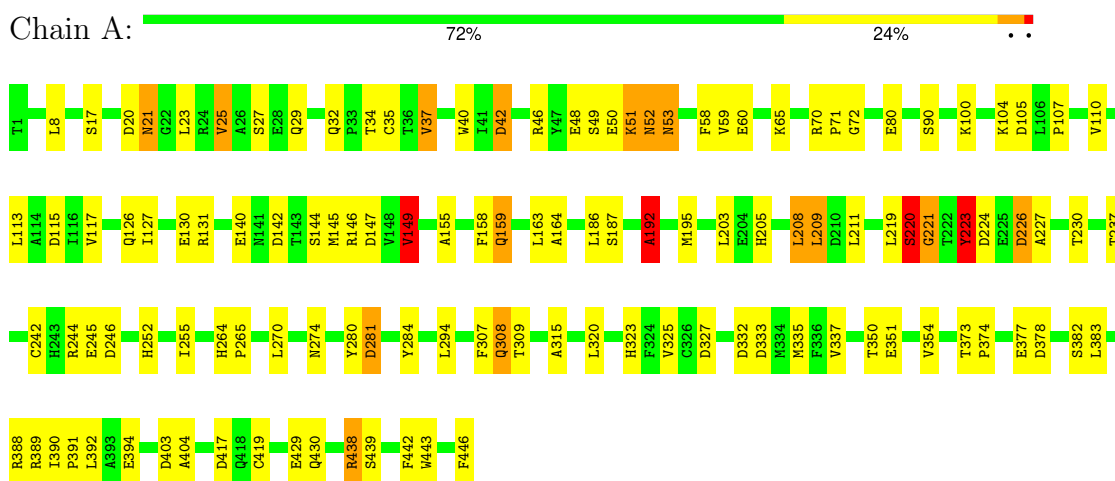 Chain A:
72% 24% • •
T1 L8 S17 D20 N21 G22 L23 R24 V25 A26 S27 E28 Q29 Q32 P33 T34 C35 T36 V37 W40 I41 D42 R46 Y47 E48 S49 E50 K51 N52 N53 F58 V59 E60 K65 R70 P71 G72 E80 S90 K100 K104 D105 L106 P107 V110
L113 A114 D115 I116 V117 Q126 I127 E130 R131 E140 N141 D142 T143 S144 M145 R146 D147 V148 V149 A155 F158 Q159 L163 A164 L186 S187 A192 M195 L203 E204 H205 L208 L209 D210 L211 L219 S220 G221 T222 Y223 D224 E225 D226 A227 T230 T237
C242 H243 R244 E245 D246 H252 I255 H264 P265 L270 N274 Y280 D281 Y284 L294 F307 Q308 T309 A315 L320 H323 F324 V325 C326 D327 D332 D333 M334 M335 F336 V337 T350 E351 V354 T373 P374 E377 D378 S382 L383
R388 R389 I390 P391 L392 A393 E394 D403 A404 D417 Q418 C419 E429 Q430 R438 S439 F442 W443 F446